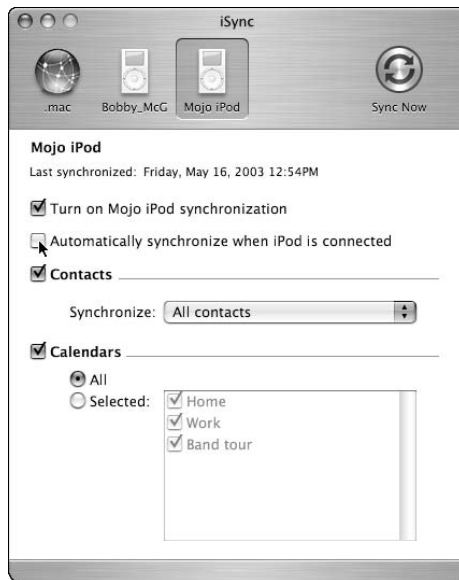 iSync
.mac Bobby_McG Mojo iPod Sync Now
Mojo iPod
Last synchronized: Friday, May 16, 2003 12:54PM
Turn on Mojo iPod synchronization
Automatically synchronize when iPod is connected
Contacts
Synchronize: All contacts
Calendars
All
Selected: Home
Work
Band tour